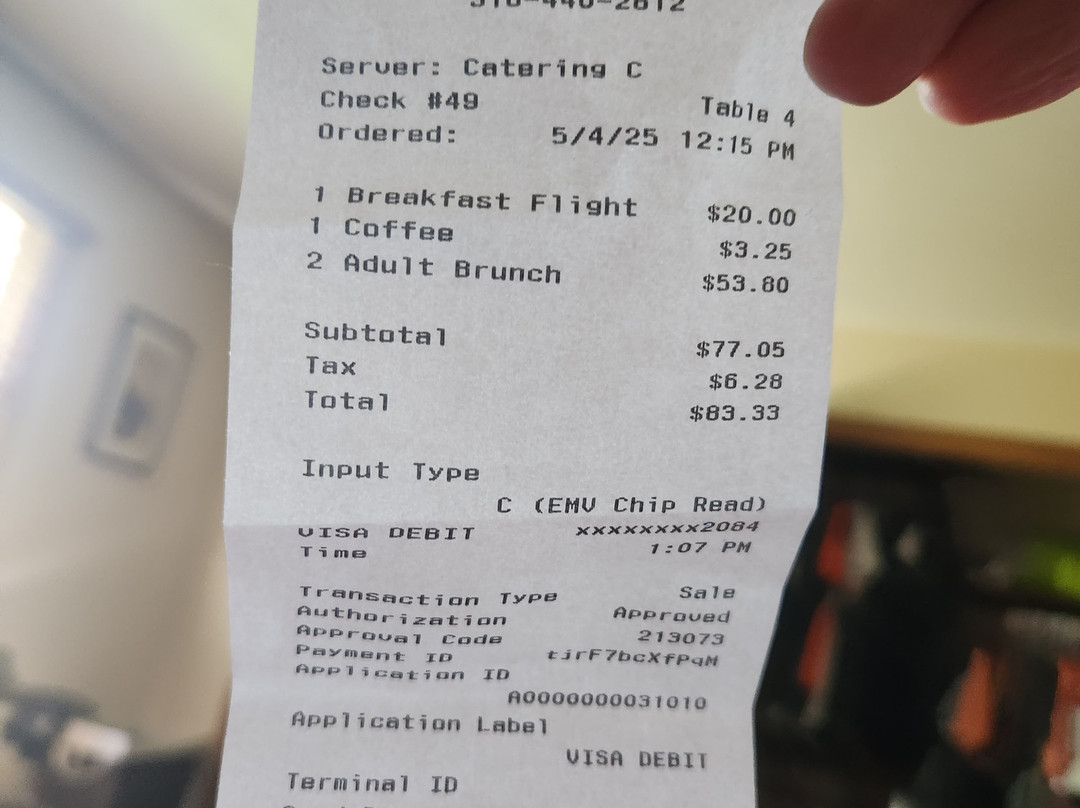 Server: Catering C
Check #49 Table 4
Ordered: 5/4/25 12:15 PM
1 Breakfast Flight $20.00
1 Coffee $3.25
2 Adult Brunch $53.80
Subtotal $77.05
Tax $6.28
Total $83.33
Input Type
C (EMV Chip Read)
VISA DEBIT xxxxxxxx2084
Time 1:07 PM
Transaction Type Sale
Authorization Approved
Approval Code 213073
Payment ID tirF7bcXfPqM
Application ID
A0000000031010
Application Label
VISA DEBIT
Terminal ID